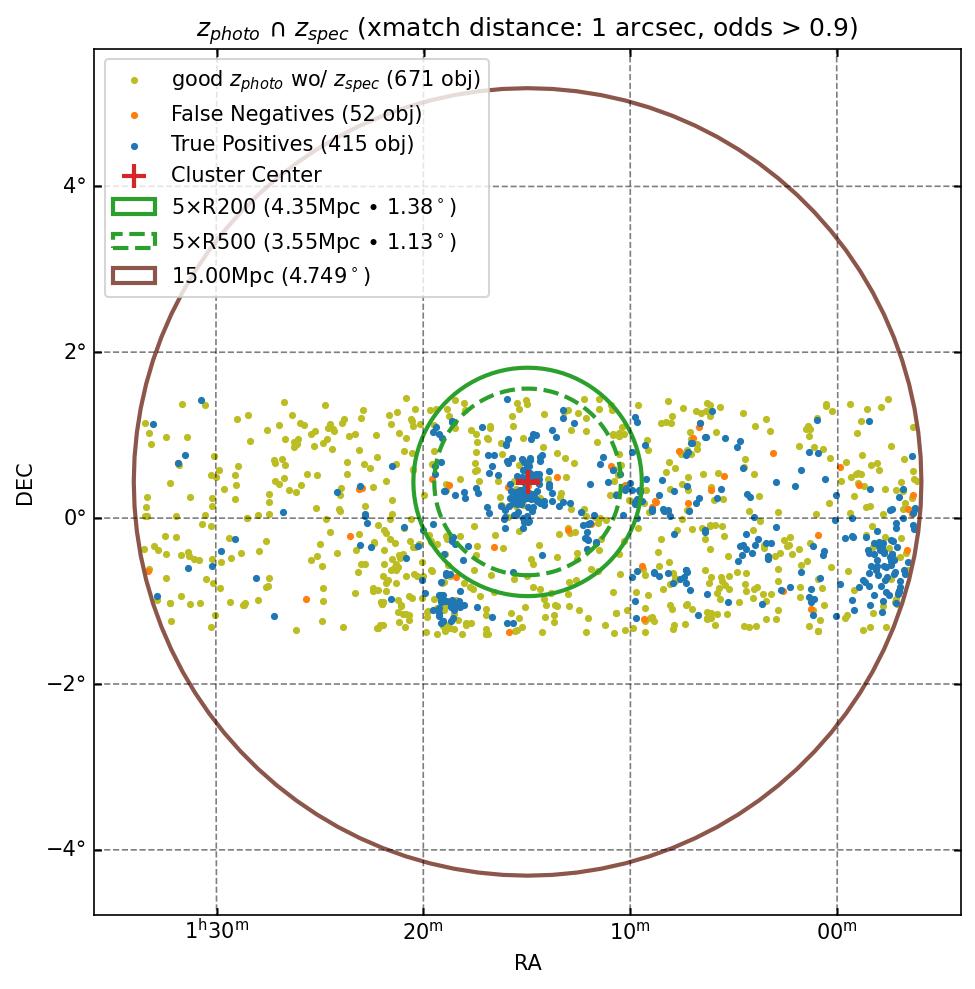 z_photo ∩ z_spec (xmatch distance: 1 arcsec, odds > 0.9)
good z_photo wo/ z_spec (671 obj)
False Negatives (52 obj)
True Positives (415 obj)
Cluster Center
5×R200 (4.35Mpc • 1.38°)
5×R500 (3.55Mpc • 1.13°)
15.00Mpc (4.749°)
4°
2°
0°
−2°
−4°
DEC
1ʰ30ᵐ 20ᵐ 10ᵐ 00ᵐ
RA